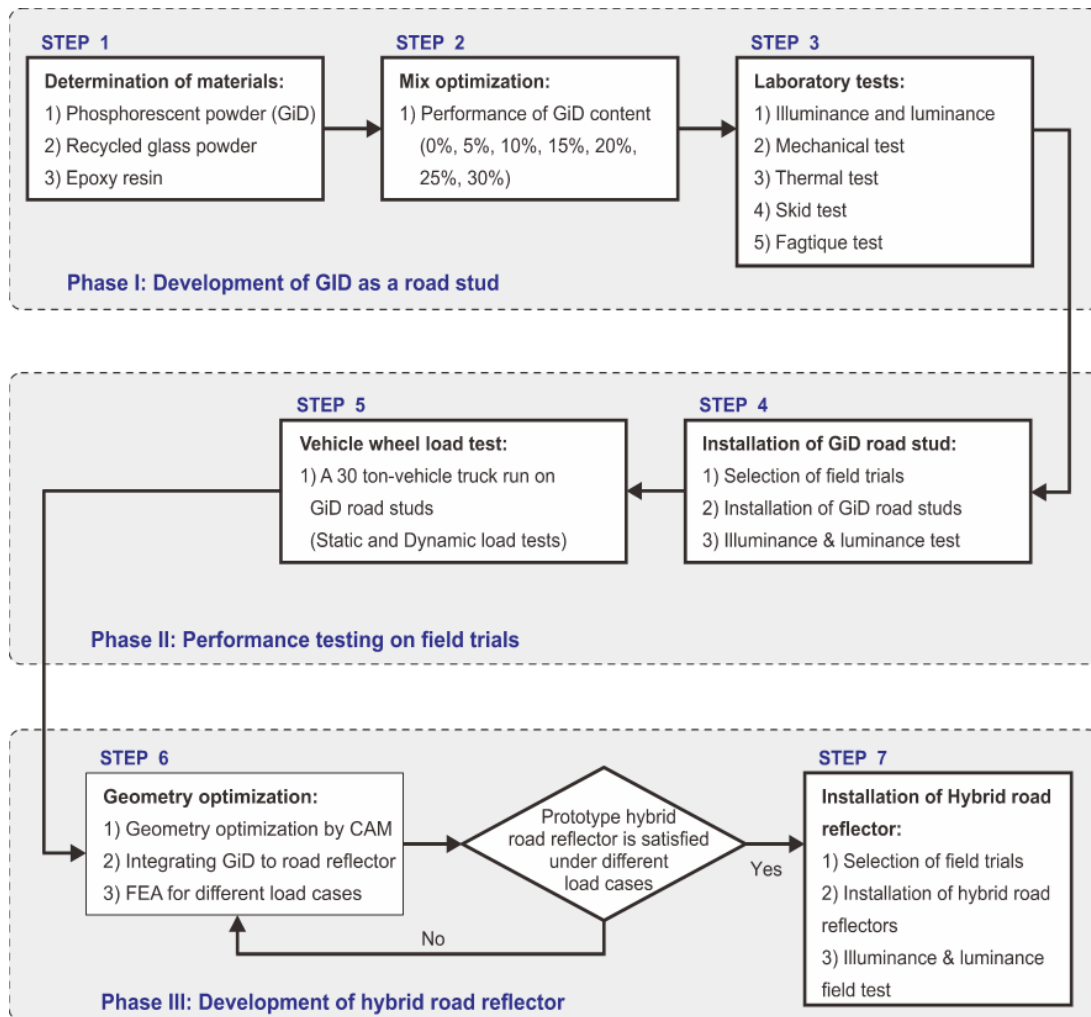 STEP 1
Determination of materials:
1) Phosphorescent powder (GiD)
2) Recycled glass powder
3) Epoxy resin
STEP 2
Mix optimization:
1) Performance of GiD content
(0%, 5%, 10%, 15%, 20%,
25%, 30%)
STEP 3
Laboratory tests:
1) Illuminance and luminance
2) Mechanical test
3) Thermal test
4) Skid test
5) Fagtique test
Phase I: Development of GID as a road stud
STEP 4
Installation of GiD road stud:
1) Selection of field trials
2) Installation of GiD road studs
3) Illuminance & luminance test
STEP 5
Vehicle wheel load test:
1) A 30 ton-vehicle truck run on
GiD road studs
(Static and Dynamic load tests)
Phase II: Performance testing on field trials
STEP 6
Geometry optimization:
1) Geometry optimization by CAM
2) Integrating GiD to road reflector
3) FEA for different load cases
Prototype hybrid
road reflector is satisfied
under different
load cases
Yes
No
STEP 7
Installation of Hybrid road
reflector:
1) Selection of field trials
2) Installation of hybrid road
reflectors
3) Illuminance & luminance
field test
Phase III: Development of hybrid road reflector